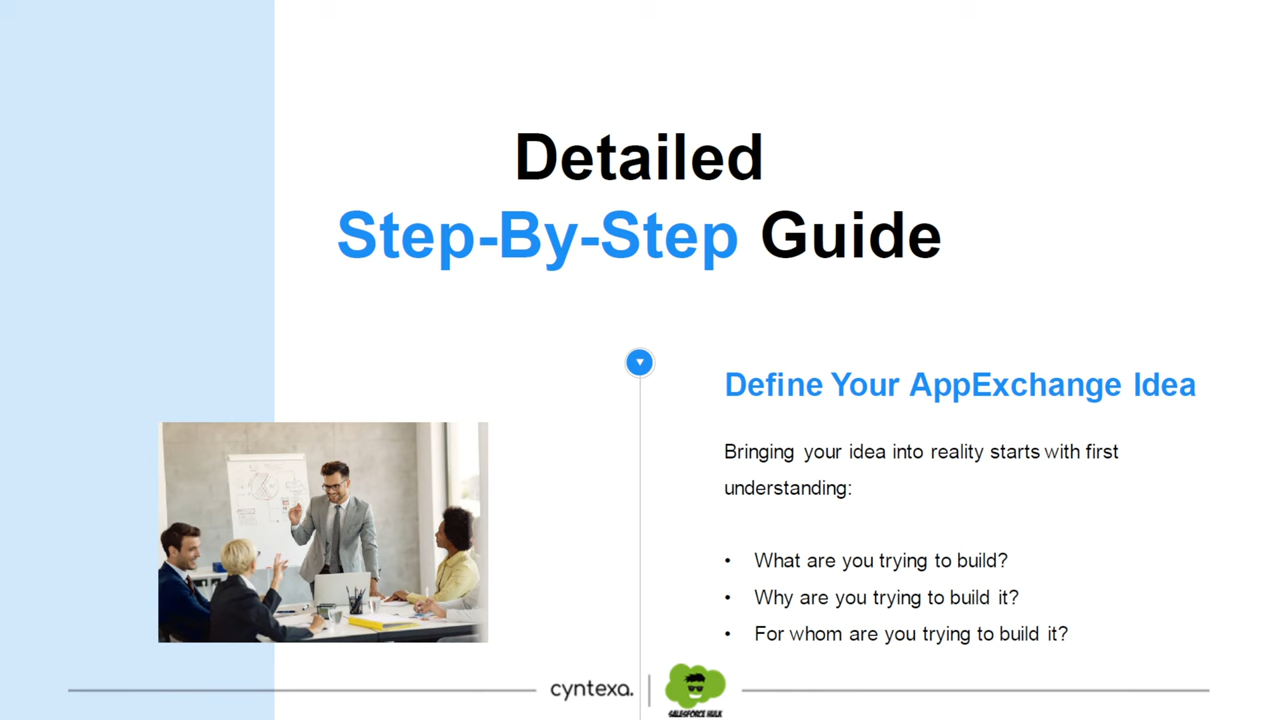 Detailed
Step-By-Step Guide
Define Your AppExchange Idea
Bringing your idea into reality starts with first
understanding:
• What are you trying to build?
• Why are you trying to build it?
• For whom are you trying to build it?
cyntexa.
SALESFORCE HULK